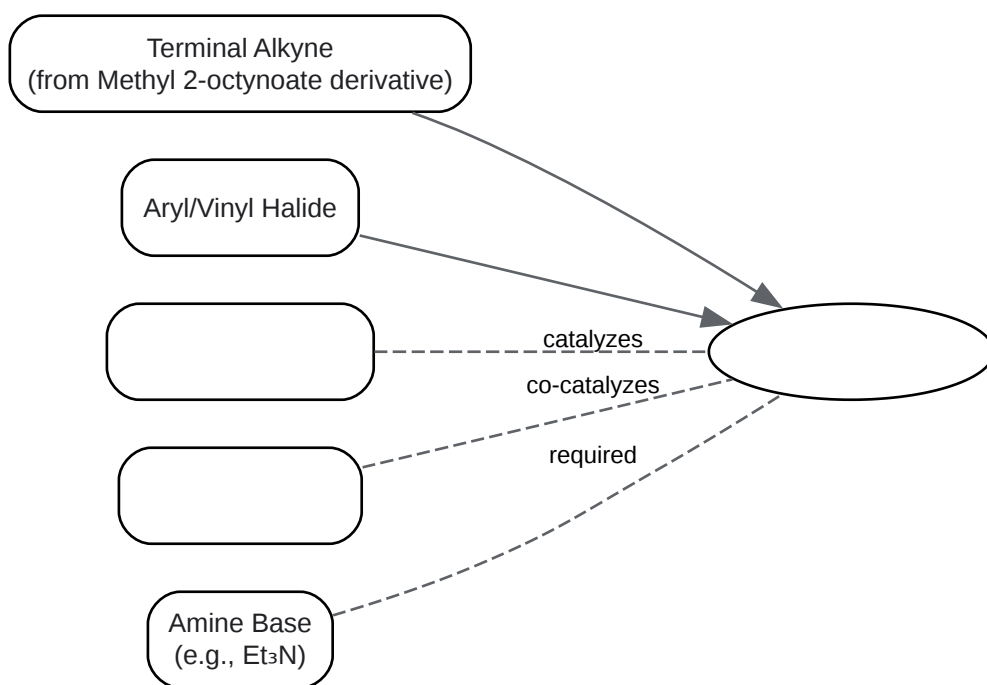 Terminal Alkyne
(from Methyl 2-octynoate derivative)
Aryl/Vinyl Halide
catalyzes
co-catalyzes
required
Amine Base
(e.g., Et₃N)